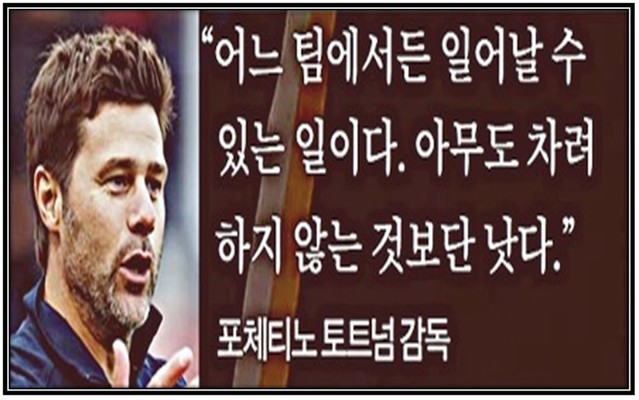 “어느 팀에서든 일어날 수
있는 일이다. 아무도 차려
하지 않는 것보단 낫다.”
포체티노 토트넘 감독